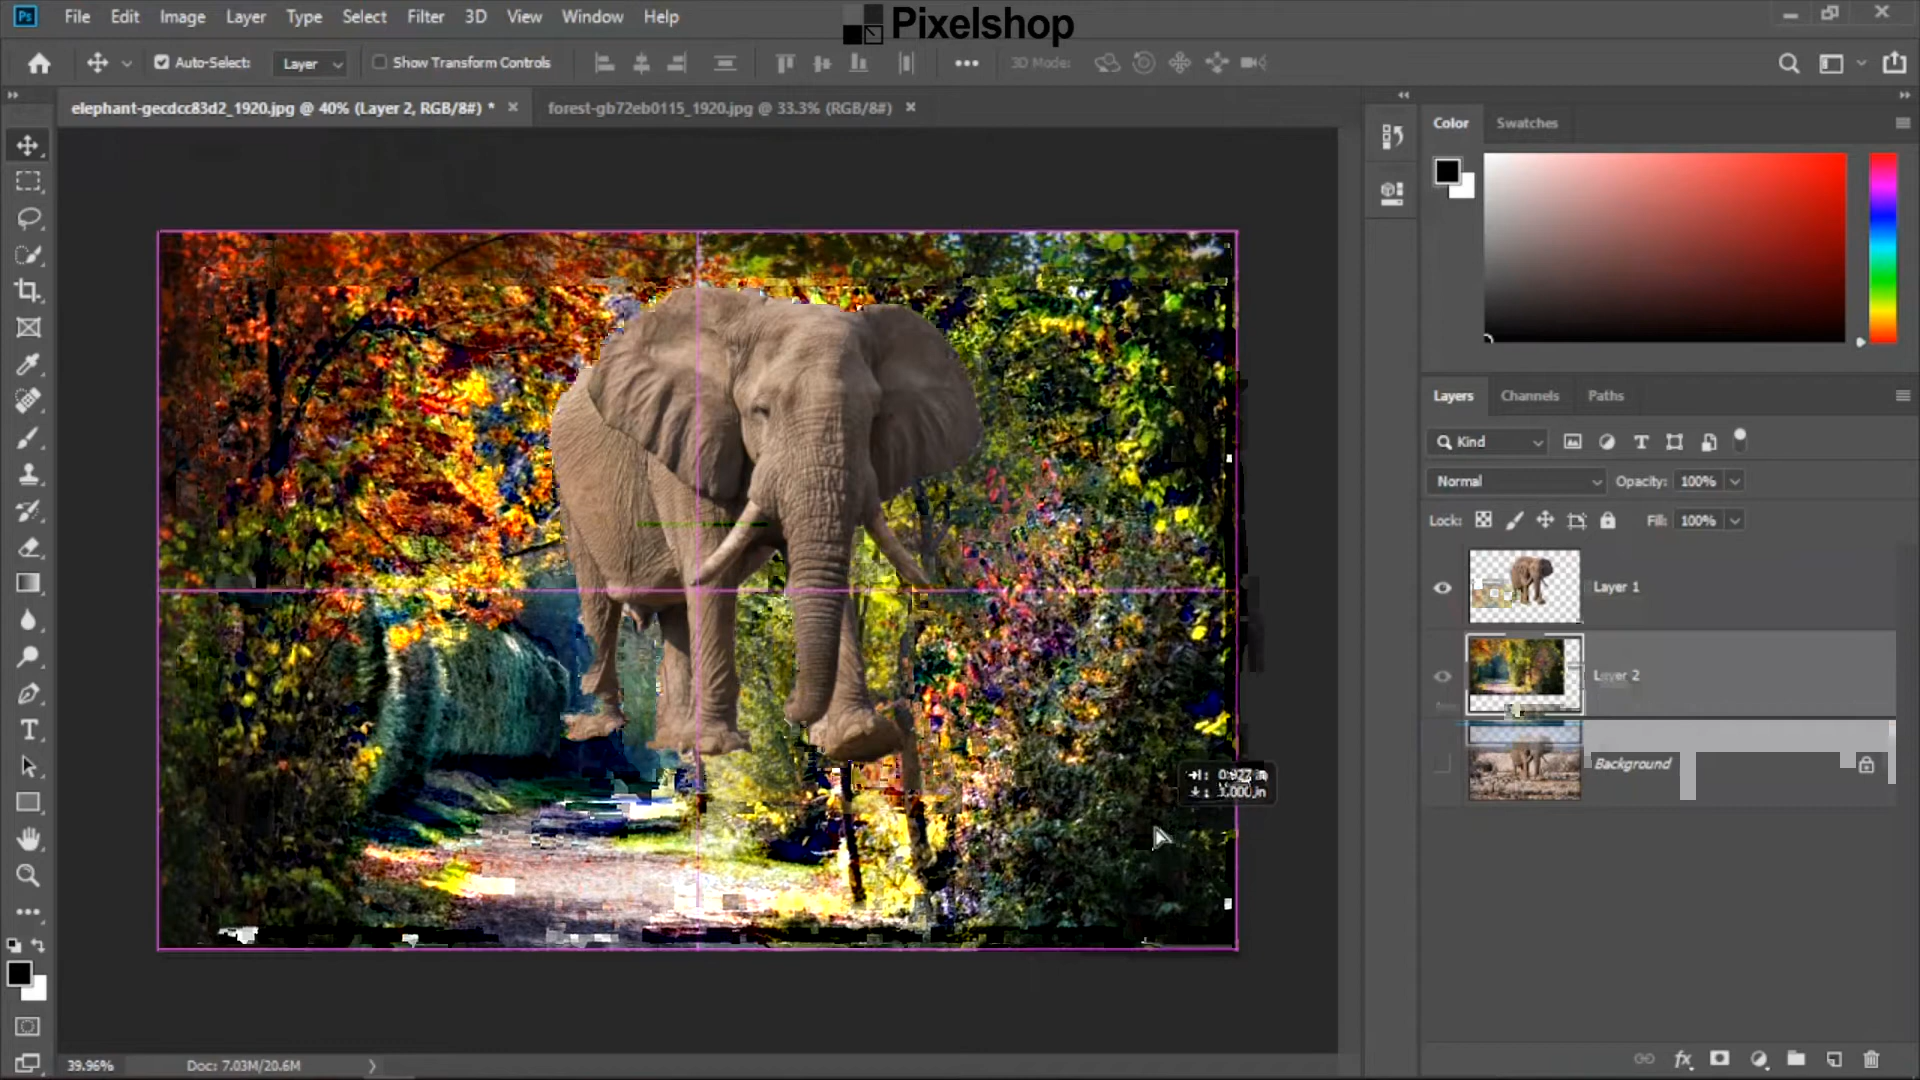 Ps File Edit Image Layer Type Select Filter 3D View Window Help
Pixelshop
Auto-Select: Layer Show Transform Controls 3D Mode:
elephant-gecdcc83d2_1920.jpg @ 40% (Layer 2, RGB/8#) *
forest-gb72eb0115_1920.jpg @ 33.3% (RGB/8#)
Color Swatches
Layers Channels Paths
Kind
Normal Opacity: 100%
Lock: Fill: 100%
Layer 1
Layer 2
Background
39.96% Doc: 7.03M/20.6M